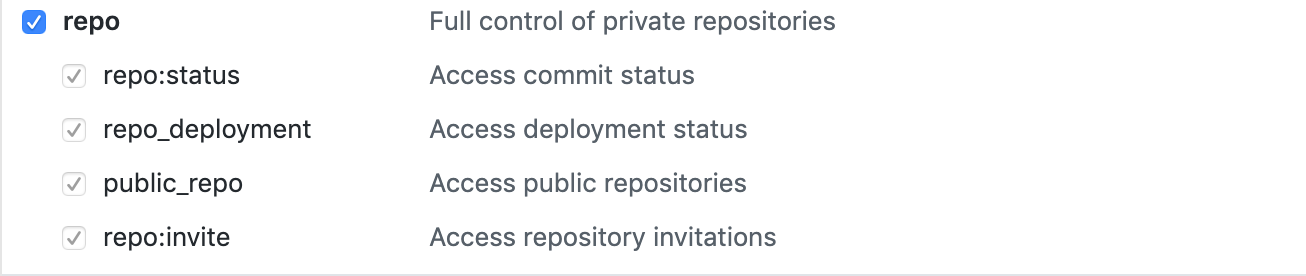 repo Full control of private repositories
repo:status Access commit status
repo_deployment Access deployment status
public_repo Access public repositories
repo:invite Access repository invitations